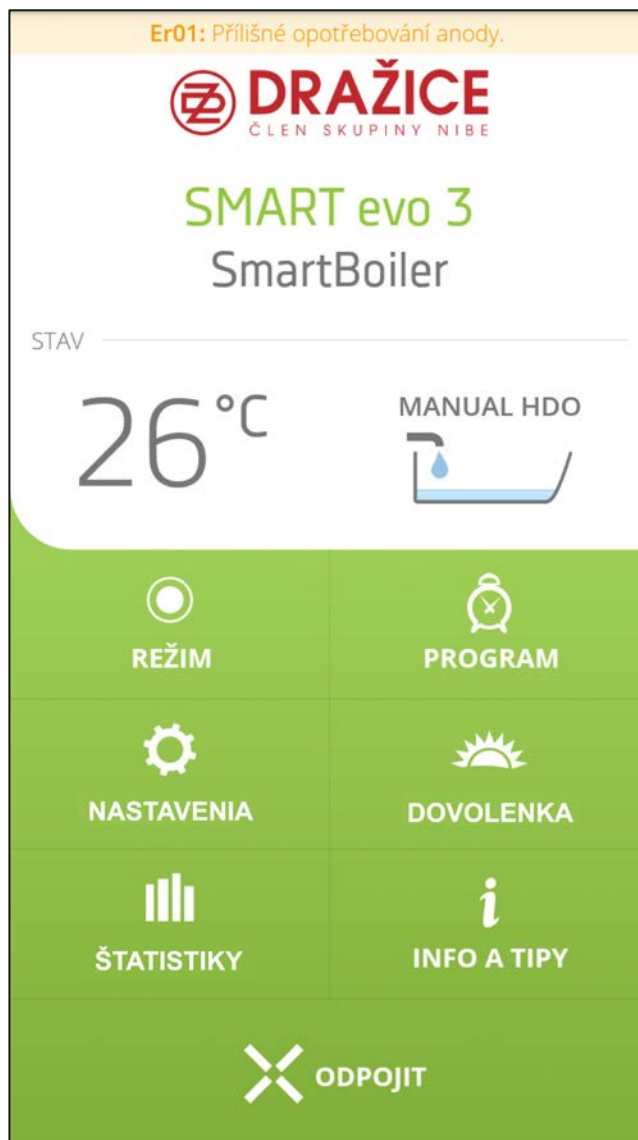 Er01: Přílišné opotřebování anody.
DRAŽICE
ČLEN SKUPINY NIBE
SMART evo 3
SmartBoiler
STAV
26 °C
MANUAL HDO
REŽIM
PROGRAM
NASTAVENIA
DOVOLENKA
ŠTATISTIKY
INFO A TIPY
ODPOJIT